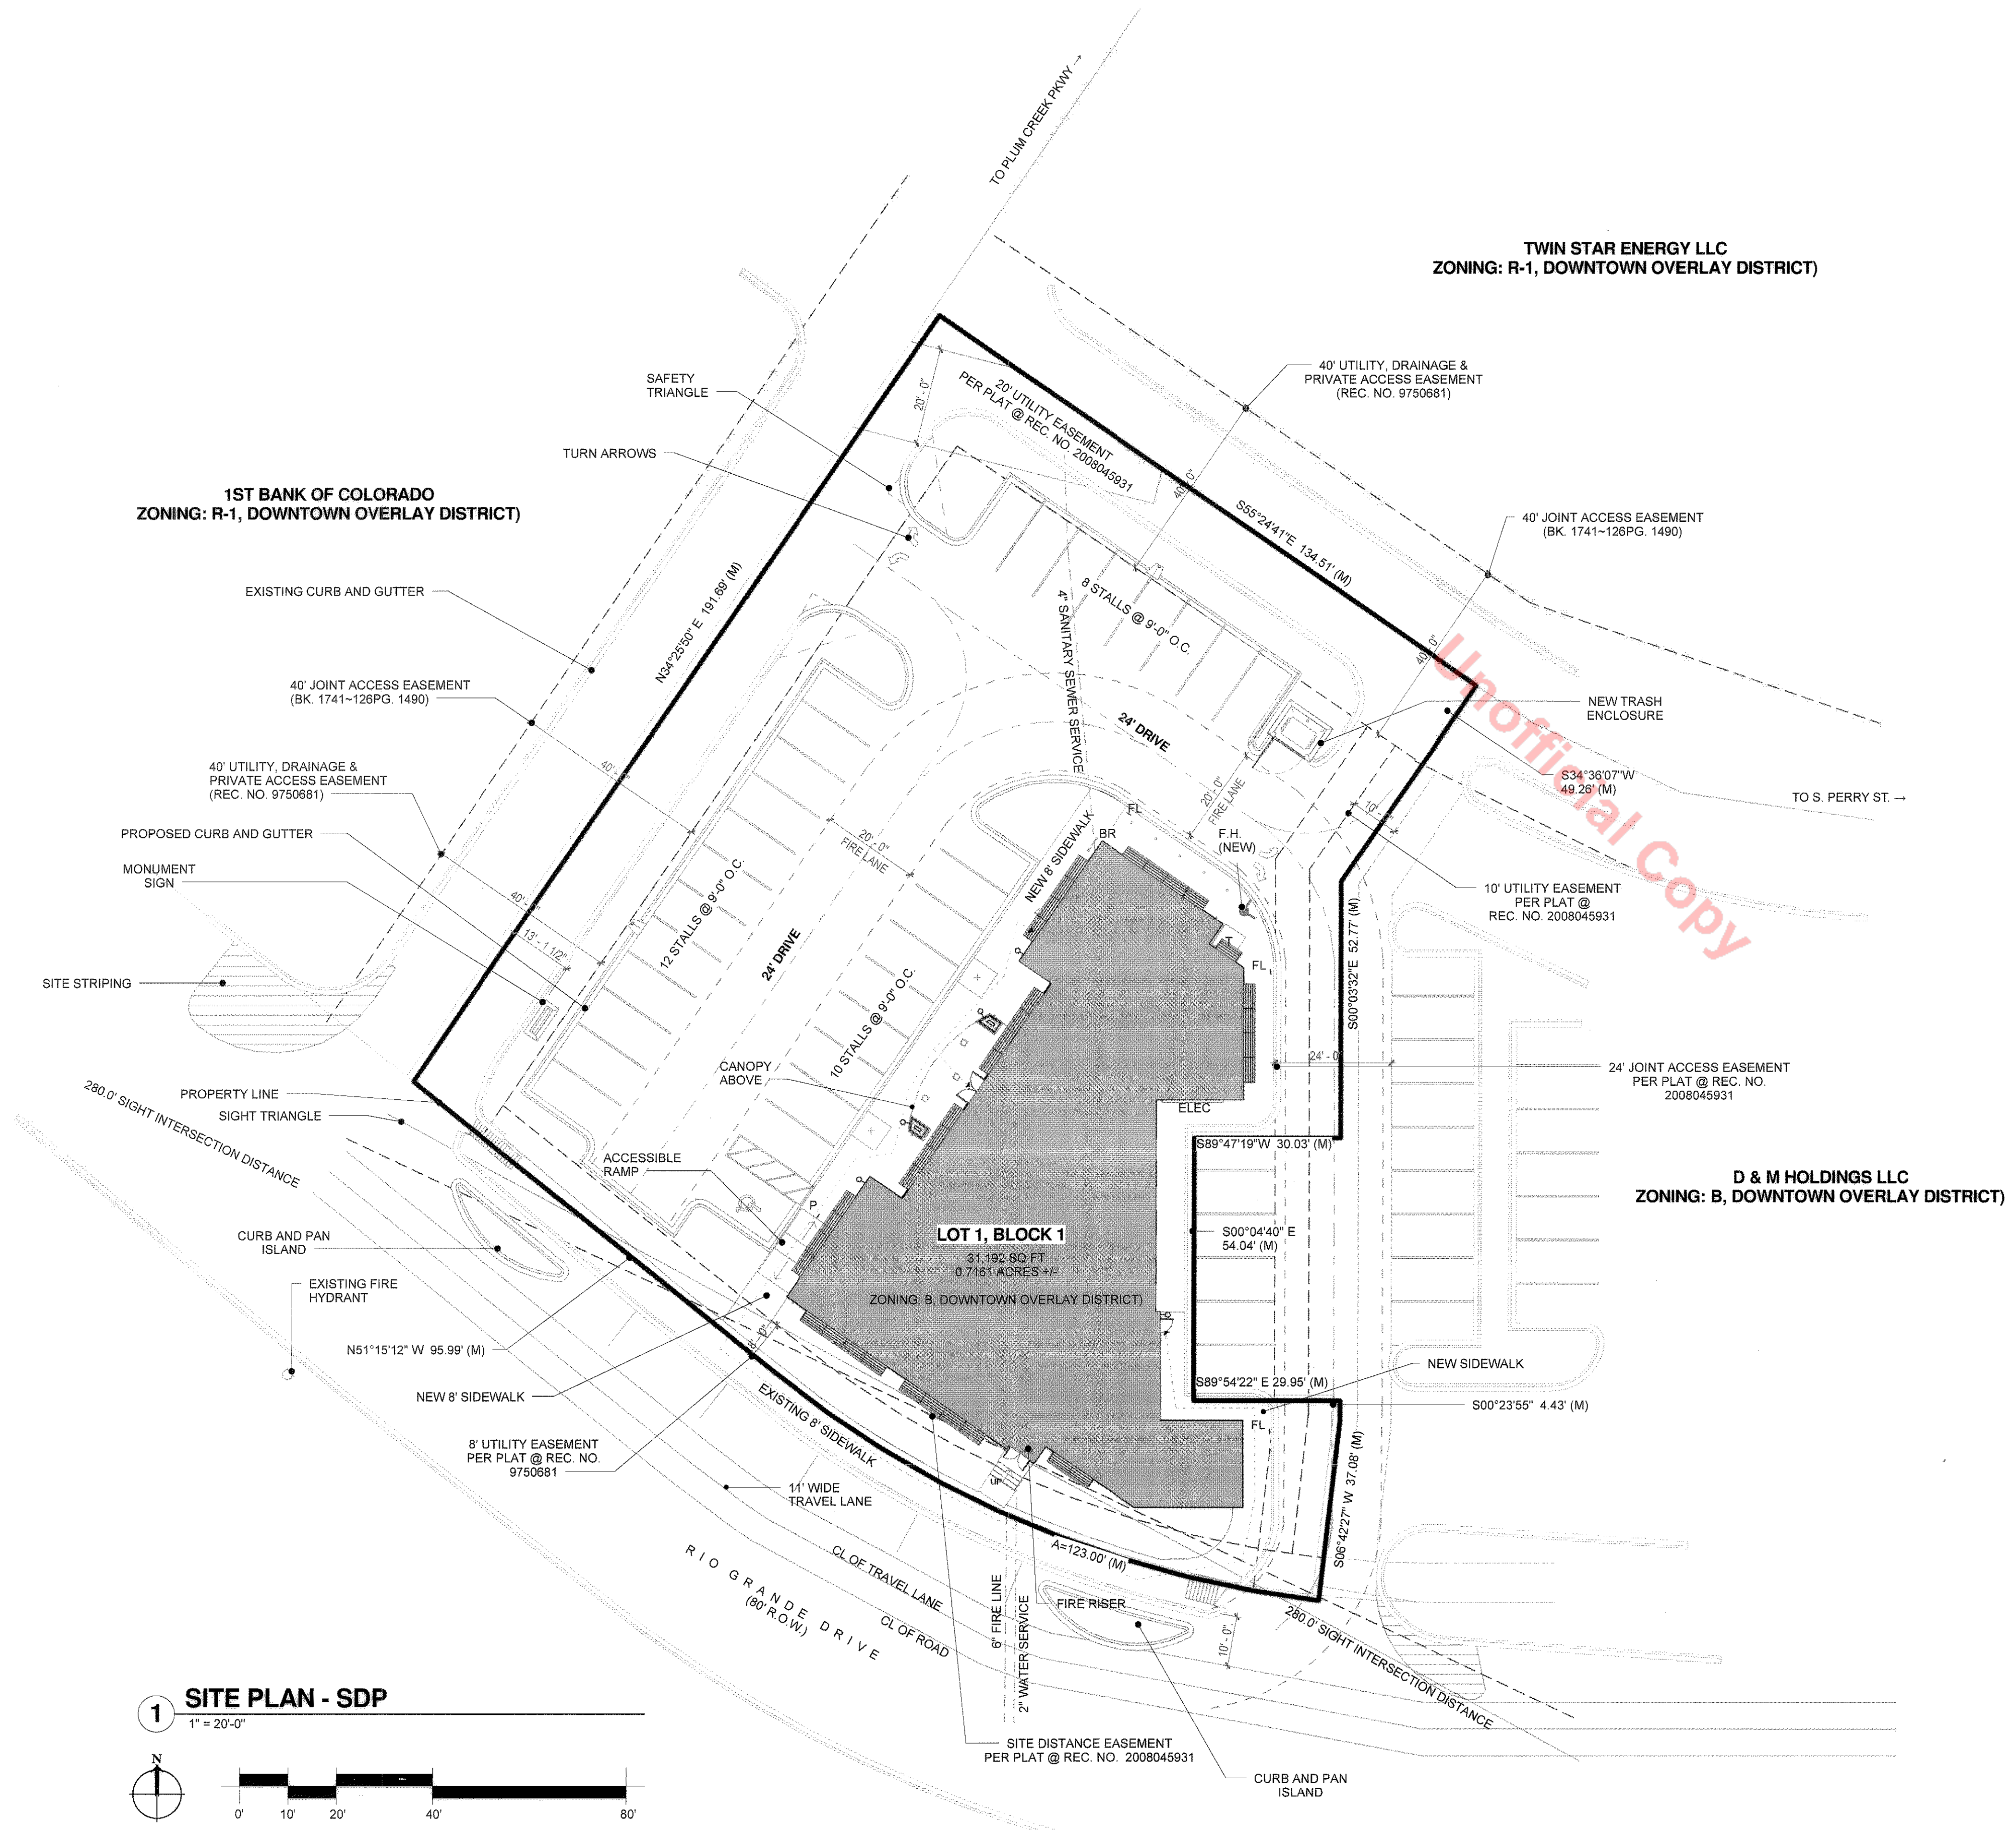 TO PLUM CREEK PKWY →
TWIN STAR ENERGY LLC
ZONING: R-1, DOWNTOWN OVERLAY DISTRICT)
40' UTILITY, DRAINAGE &
PRIVATE ACCESS EASEMENT
(REC. NO. 9750681)
SAFETY
TRIANGLE
20' - 0"
20' UTILITY EASEMENT
PER PLAT @ REC. NO. 2008045931
TURN ARROWS
1ST BANK OF COLORADO
ZONING: R-1, DOWNTOWN OVERLAY DISTRICT)
S55°24'41"E 134.51' (M)
40' JOINT ACCESS EASEMENT
(BK. 1741~126PG. 1490)
EXISTING CURB AND GUTTER
N34°25'50" E 191.69' (M)
8 STALLS @ 9'-0" O.C.
4" SANITARY SEWER SERVICE
40' JOINT ACCESS EASEMENT
(BK. 1741~126PG. 1490)
Unofficial Copy
NEW TRASH
ENCLOSURE
24' DRIVE
40' UTILITY, DRAINAGE &
PRIVATE ACCESS EASEMENT
(REC. NO. 9750681)
S34°36'07"W
49.26' (M)
TO S. PERRY ST. →
20' - 0"
FIRE LANE
PROPOSED CURB AND GUTTER
20' - 0"
FIRE LANE
NEW 8' SIDEWALK
FL
BR
F.H.
(NEW)
MONUMENT
SIGN
12 STALLS @ 9'-0" O.C.
10' UTILITY EASEMENT
PER PLAT @
REC. NO. 2008045931
13' - 1 1/2"
24' DRIVE
T
FL
S00°03'32"E 52.77' (M)
SITE STRIPING
10 STALLS @ 9'-0" O.C.
CANOPY
ABOVE
24' JOINT ACCESS EASEMENT
PER PLAT @ REC. NO.
2008045931
280.0' SIGHT INTERSECTION DISTANCE
PROPERTY LINE
SIGHT TRIANGLE
ELEC
S89°47'19"W 30.03' (M)
ACCESSIBLE
RAMP
P
D & M HOLDINGS LLC
ZONING: B, DOWNTOWN OVERLAY DISTRICT)
CURB AND PAN
ISLAND
LOT 1, BLOCK 1
31,192 SQ FT
0.7161 ACRES +/-
ZONING: B, DOWNTOWN OVERLAY DISTRICT)
S00°04'40" E
54.04' (M)
EXISTING FIRE
HYDRANT
N51°15'12" W 95.99' (M)
NEW SIDEWALK
S89°54'22" E 29.95' (M)
NEW 8' SIDEWALK
EXISTING 8' SIDEWALK
S00°23'55" 4.43' (M)
FL
8' UTILITY EASEMENT
PER PLAT @ REC. NO.
9750681
UP
11' WIDE
TRAVEL LANE
S06°42'27" W 37.08' (M)
A=123.00' (M)
RIO GRANDE DRIVE
(80' R.O.W.)
CL OF TRAVEL LANE
CL OF ROAD
6" FIRE LINE
2" WATER SERVICE
FIRE RISER
10' - 0"
280.0' SIGHT INTERSECTION DISTANCE
SITE DISTANCE EASEMENT
PER PLAT @ REC. NO. 2008045931
CURB AND PAN
ISLAND
1
SITE PLAN - SDP
1" = 20'-0"
N
0' 10' 20' 40' 80'